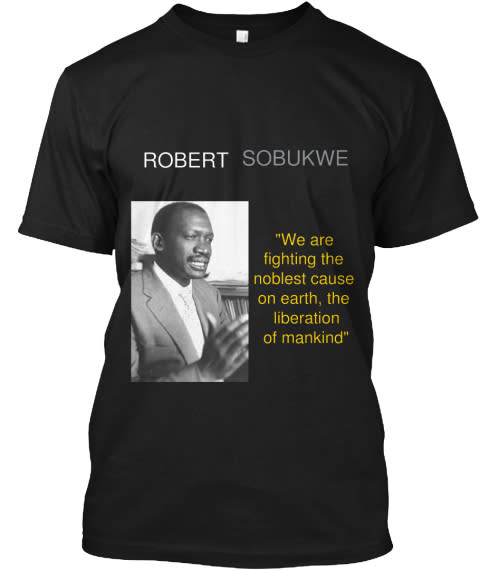 ROBERT SOBUKWE
"We are
fighting the
noblest cause
on earth, the
liberation
of mankind"